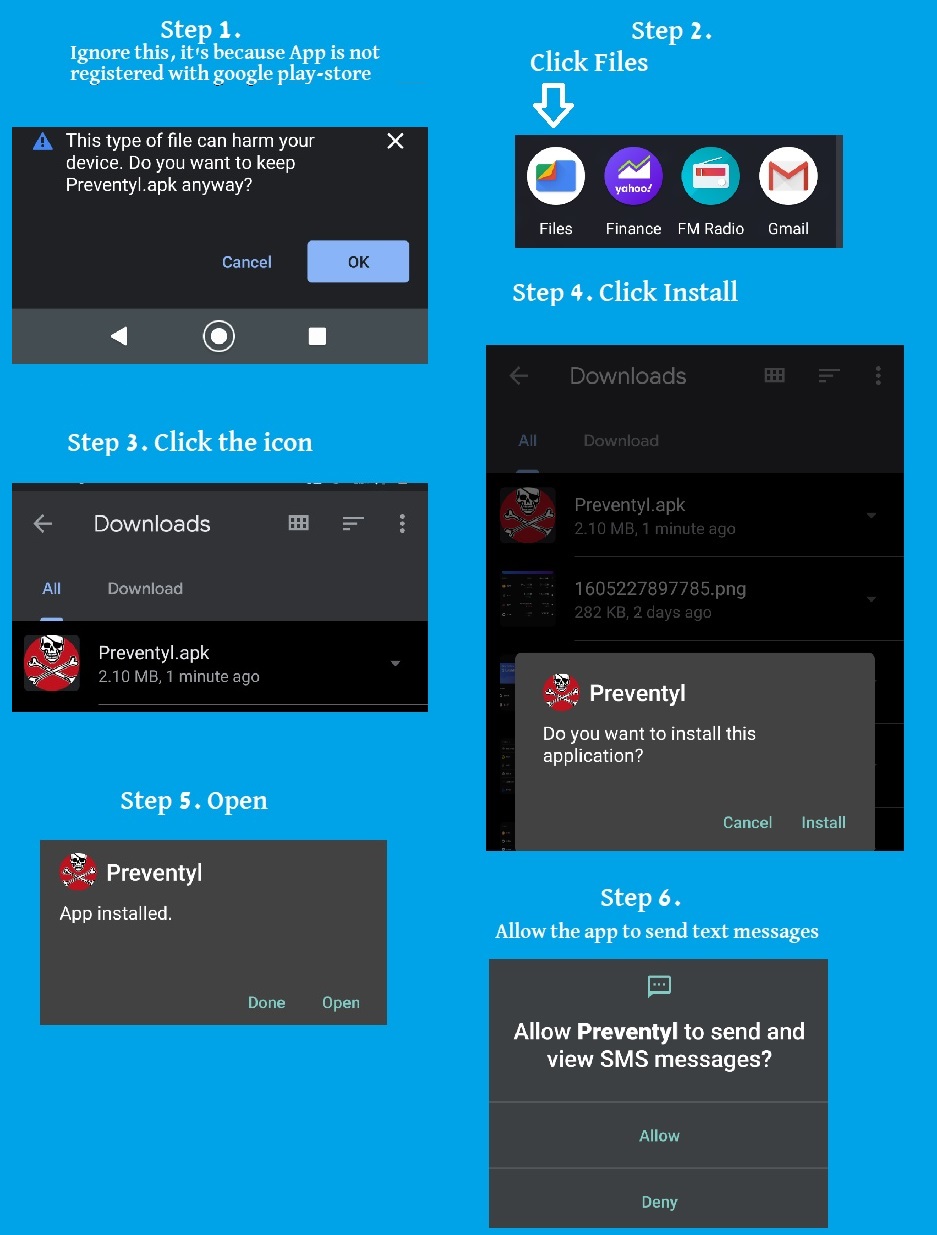 Step 1.
Ignore this, it's because App is not
registered with google play-store
This type of file can harm your
device. Do you want to keep
Preventyl.apk anyway?
Cancel
OK
Step 2.
Click Files
yahoo!
Files
Finance
FM Radio
Gmail
Step 3. Click the icon
Downloads
All
Download
Preventyl.apk
2.10 MB, 1 minute ago
Step 4. Click Install
Downloads
All
Download
Preventyl.apk
2.10 MB, 1 minute ago
1605227897785.png
282 KB, 2 days ago
Preventyl
Do you want to install this
application?
Cancel
Install
Step 5. Open
Preventyl
App installed.
Done
Open
Step 6.
Allow the app to send text messages
Allow Preventyl to send and
view SMS messages?
Allow
Deny